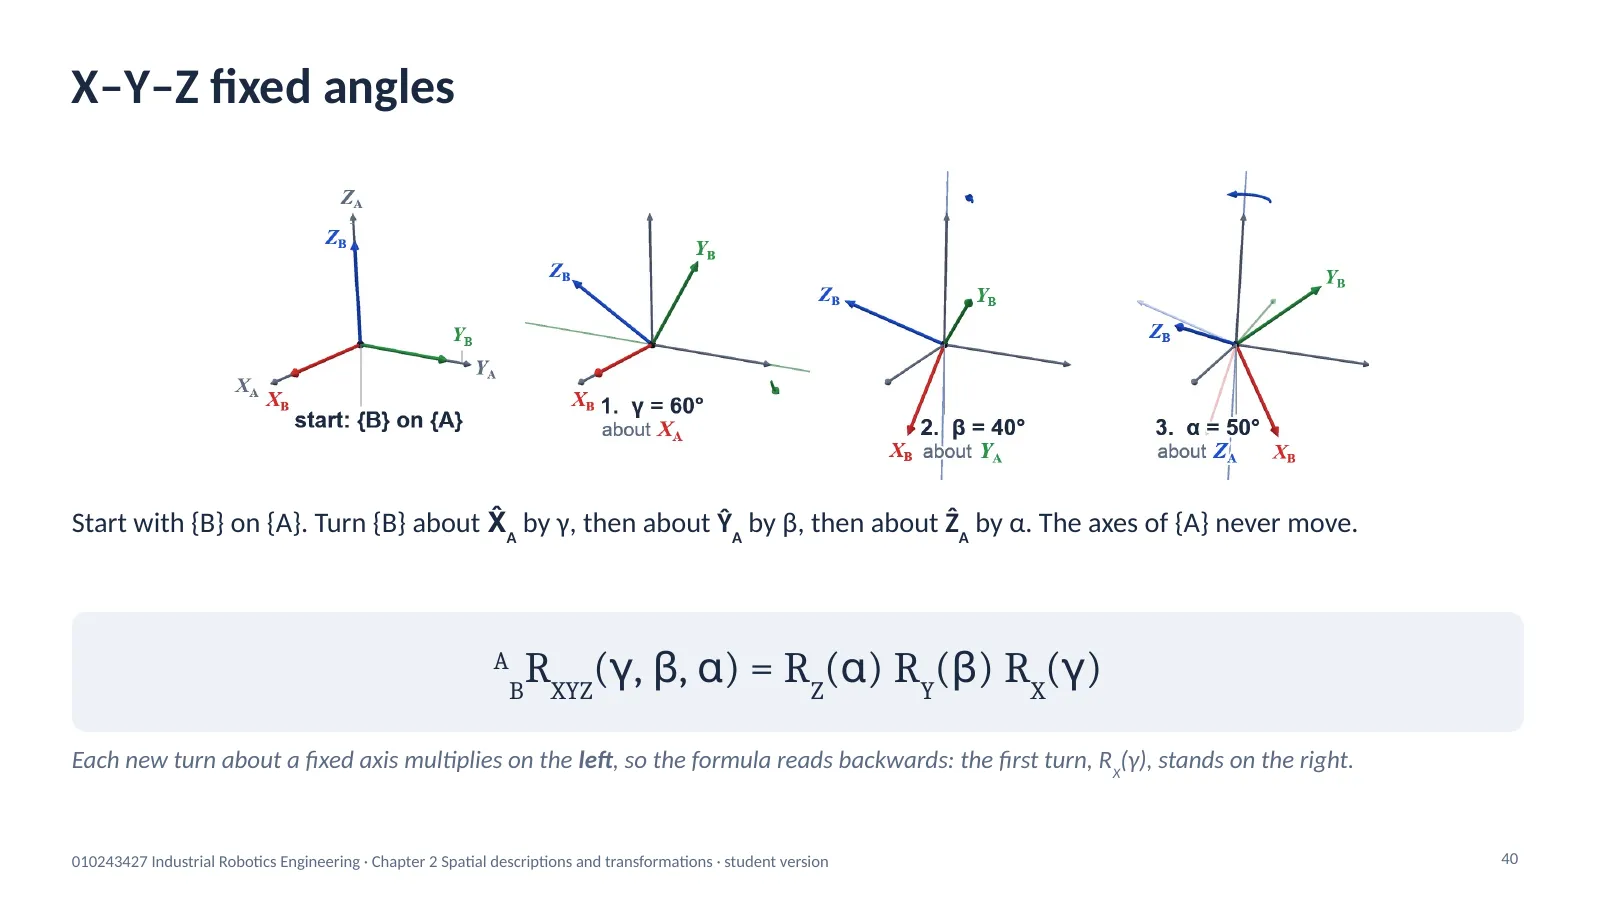 X–Y–Z fixed angles
Z_A
Z_B
Y_B
Y_A
X_A
X_B
start: {B} on {A}
Z_B
Y_B
X_B
1. γ = 60°
about X_A
Z_B
Y_B
X_B
2. β = 40°
about Y_A
Y_B
Z_B
3. α = 50°
about Z_A
X_B
Start with {B} on {A}. Turn {B} about X̂_A by γ, then about Ŷ_A by β, then about Ẑ_A by α. The axes of {A} never move.
^A_B R_XYZ(γ, β, α) = R_Z(α) R_Y(β) R_X(γ)
Each new turn about a fixed axis multiplies on the left, so the formula reads backwards: the first turn, R_X(γ), stands on the right.
010243427 Industrial Robotics Engineering · Chapter 2 Spatial descriptions and transformations · student version
40